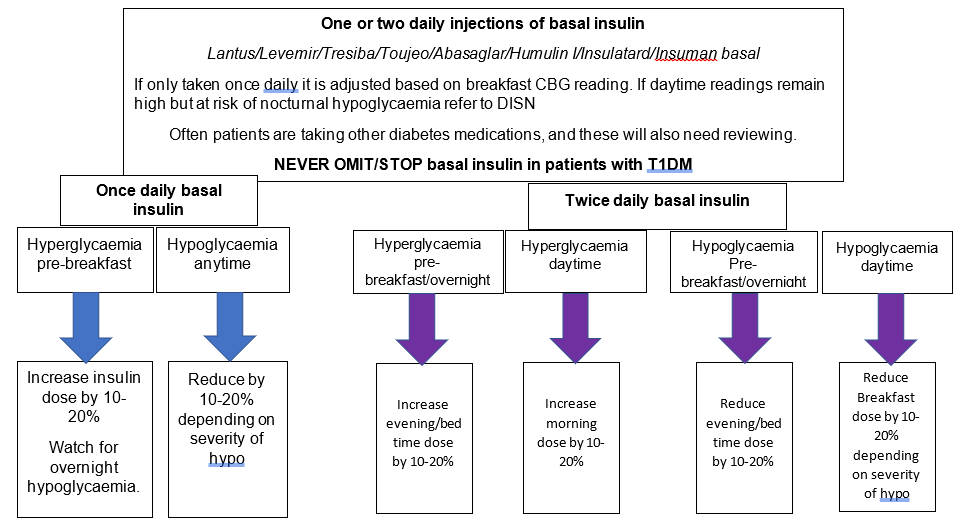 One or two daily injections of basal insulin
Lantus/Levemir/Tresiba/Toujeo/Abasaglar/Humulin I/Insulatard/Insuman basal
If only taken once daily it is adjusted based on breakfast CBG reading. If daytime readings remain
high but at risk of nocturnal hypoglycaemia refer to DISN
Often patients are taking other diabetes medications, and these will also need reviewing.
NEVER OMIT/STOP basal insulin in patients with T1DM
Once daily basal
insulin
Twice daily basal insulin
Hyperglycaemia
pre-breakfast
Hypoglycaemia
anytime
Hyperglycaemia
pre-
breakfast/overnight
Hyperglycaemia
daytime
Hypoglycaemia
Pre-
breakfast/overnight
Hypoglycaemia
daytime
Increase insulin
dose by 10-
20%
Watch for
overnight
hypoglycaemia.
Reduce by
10-20%
depending on
severity of
hypo
Increase
evening/bed
time dose
by 10-20%
Increase
morning
dose by 10-
20%
Reduce
evening/bed
time dose
by 10-20%
Reduce
Breakfast
dose by 10-
20%
depending
on severity
of hypo